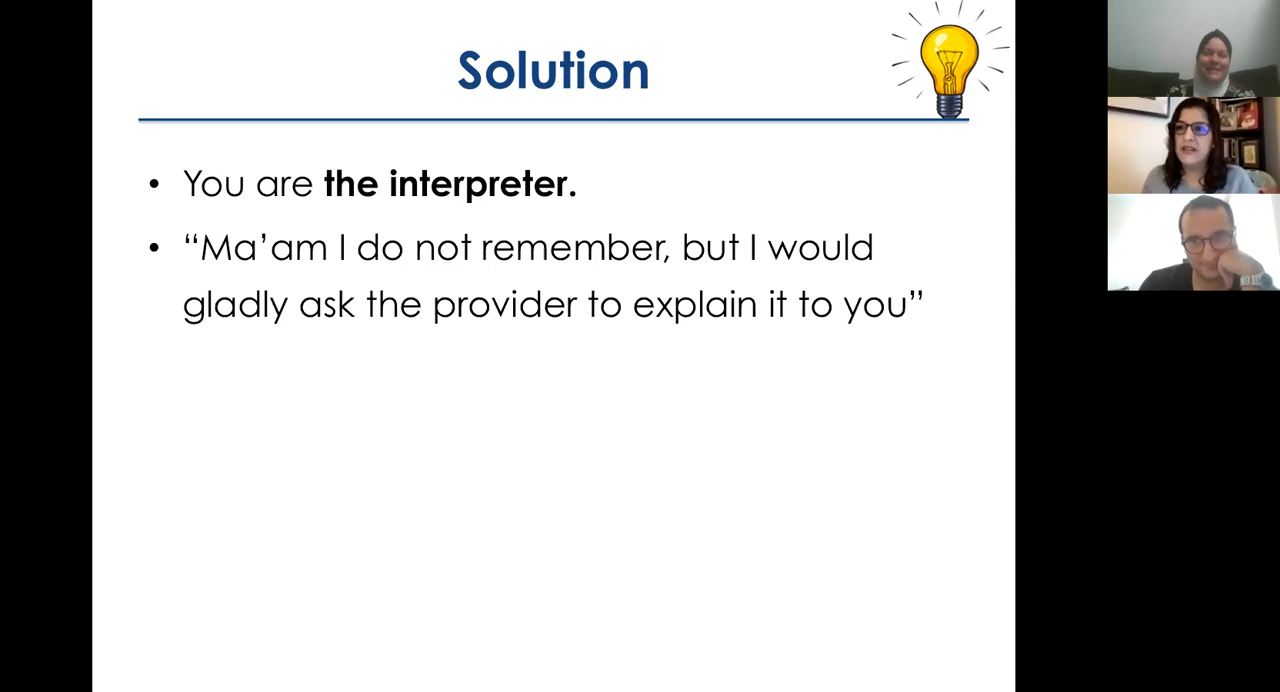 Solution
• You are the interpreter.
• “Ma’am I do not remember, but I would
gladly ask the provider to explain it to you”